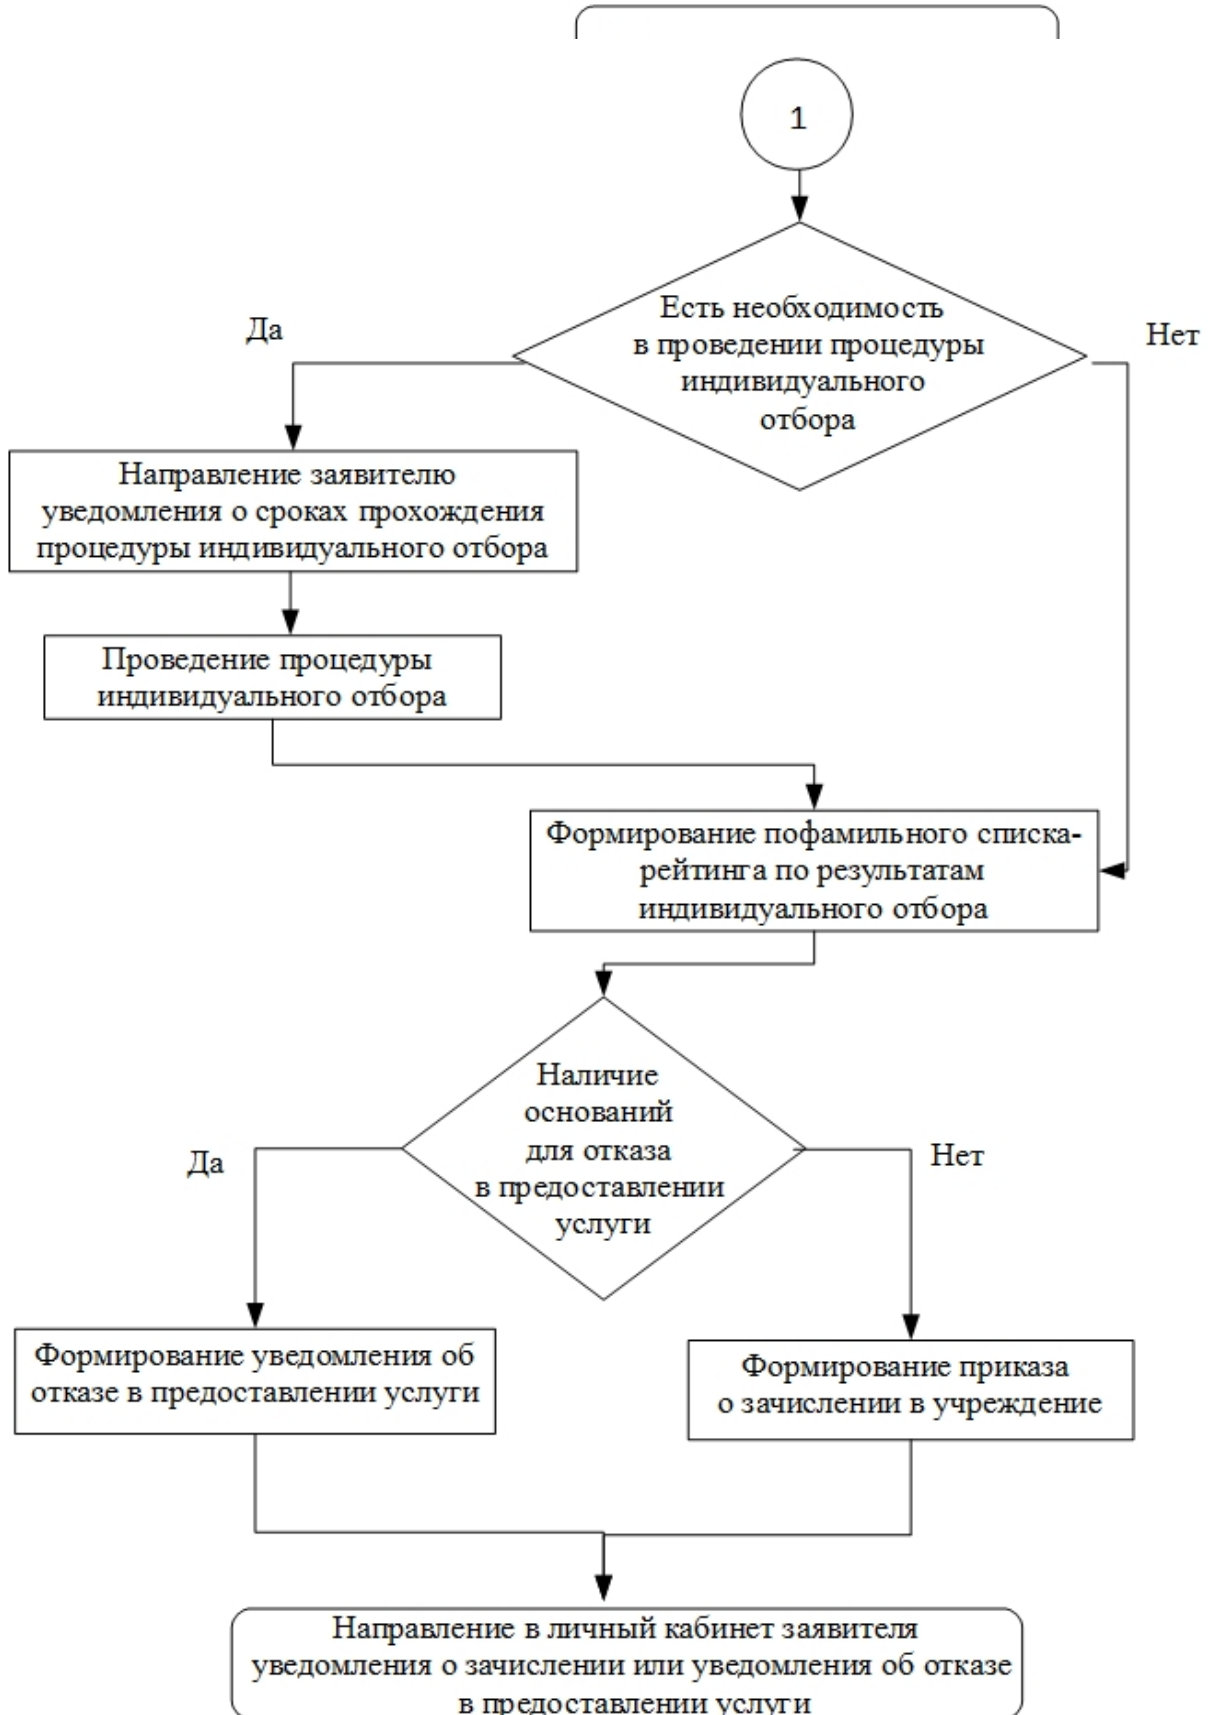 1
Есть необходимость
в проведении процедуры
индивидуального
отбора
Да
Нет
Направление заявителю
уведомления о сроках прохождения
процедуры индивидуального отбора
Проведение процедуры
индивидуального отбора
Формирование пофамильного списка-
рейтинга по результатам
индивидуального отбора
Наличие
оснований
для отказа
в предоставлении
услуги
Да
Нет
Формирование уведомления об
отказе в предоставлении услуги
Формирование приказа
о зачислении в учреждение
Направление в личный кабинет заявителя
уведомления о зачислении или уведомления об отказе
в предоставлении услуги